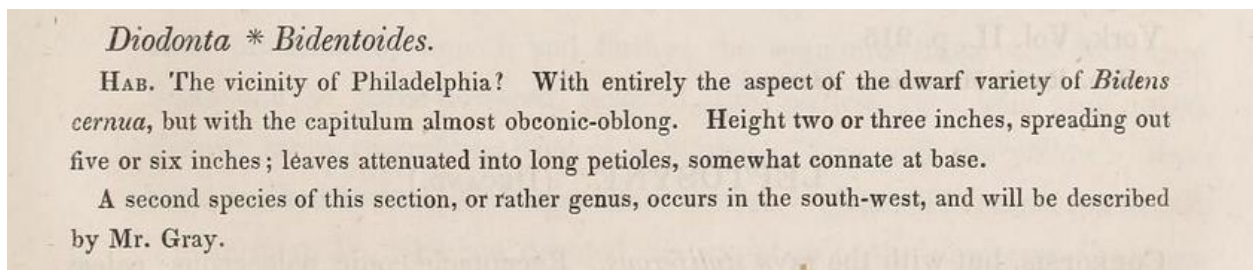 Diodonta * Bidentoides.
HAB. The vicinity of Philadelphia? With entirely the aspect of the dwarf variety of Bidens
cernua, but with the capitulum almost obconic-oblong. Height two or three inches, spreading out
five or six inches; leaves attenuated into long petioles, somewhat connate at base.
A second species of this section, or rather genus, occurs in the south-west, and will be described
by Mr. Gray.